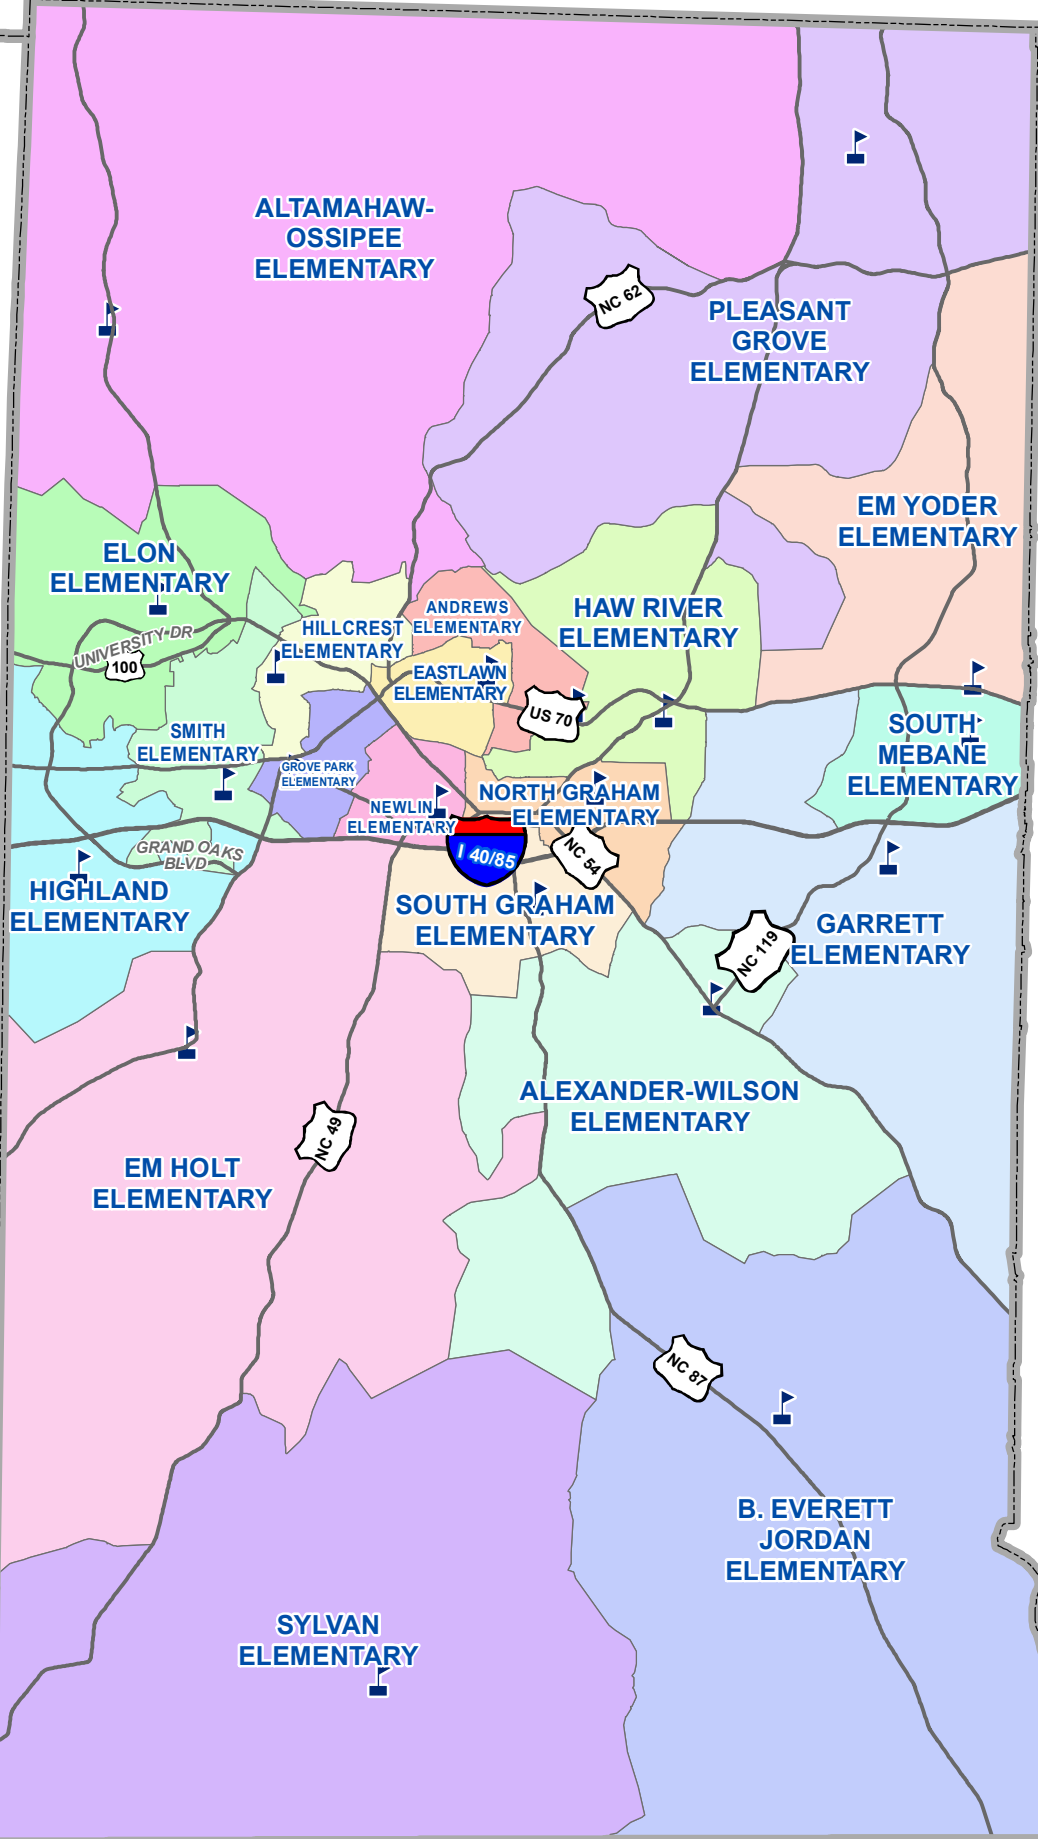 ALTAMAHAW-
OSSIPEE
ELEMENTARY
NC 62
PLEASANT
GROVE
ELEMENTARY
EM YODER
ELEMENTARY
ELON
ELEMENTARY
UNIVERSITY DR
100
HILLCREST
ELEMENTARY
ANDREWS
ELEMENTARY
HAW RIVER
ELEMENTARY
EASTLAWN
ELEMENTARY
US 70
SMITH
ELEMENTARY
GROVE PARK
ELEMENTARY
SOUTH
MEBANE
ELEMENTARY
NEWLIN
ELEMENTARY
NORTH GRAHAM
ELEMENTARY
I 40/85
NC 54
GRAND OAKS
BLVD
HIGHLAND
ELEMENTARY
SOUTH GRAHAM
ELEMENTARY
NC 119
GARRETT
ELEMENTARY
ALEXANDER-WILSON
ELEMENTARY
NC 49
EM HOLT
ELEMENTARY
NC 87
B. EVERETT
JORDAN
ELEMENTARY
SYLVAN
ELEMENTARY